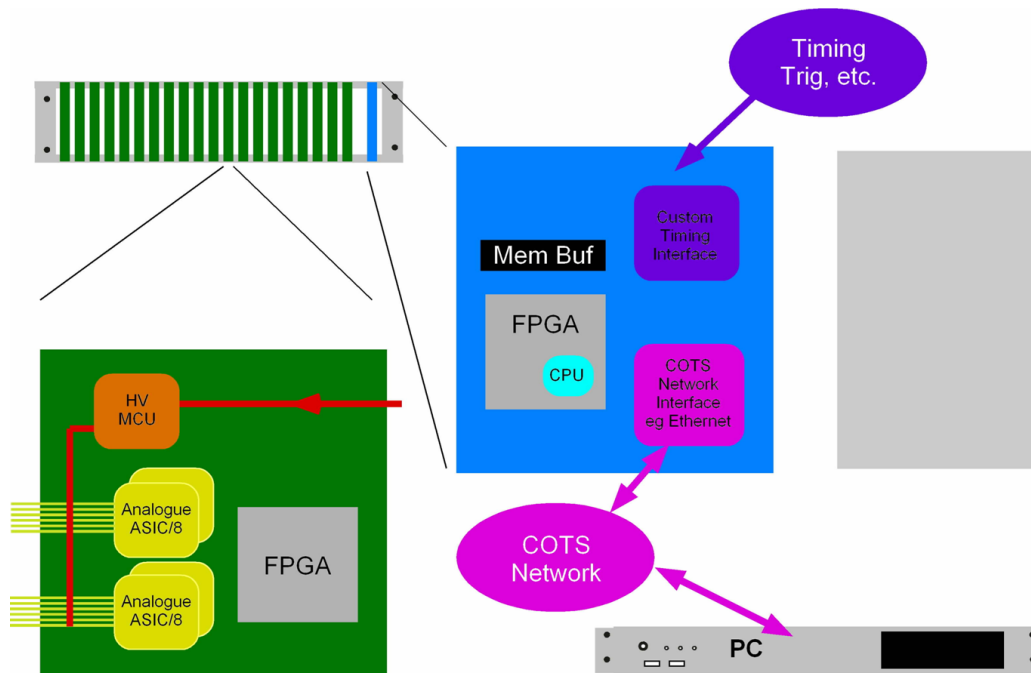 Timing
Trig, etc.
Custom
Timing
Interface
Mem Buf
FPGA
CPU
COTS
Network
Interface
eg Ethernet
HV
MCU
Analogue
ASIC/8
FPGA
Analogue
ASIC/8
COTS
Network
PC